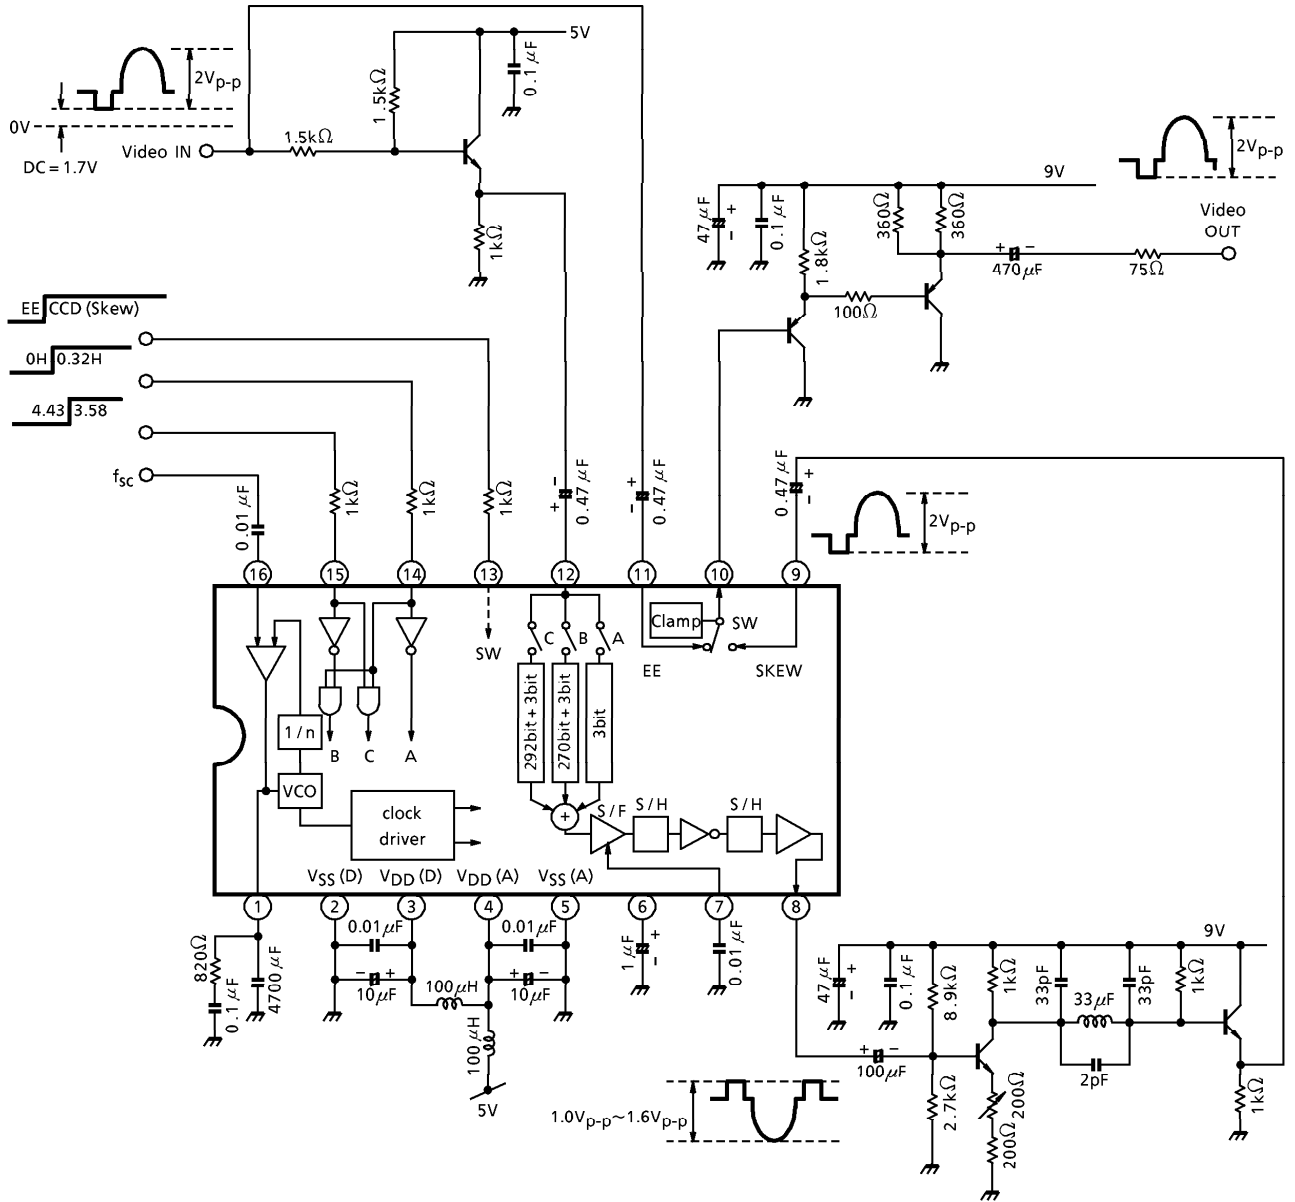 5V
0.1 μF
1.5kΩ
2Vp-p
0V
DC = 1.7V
Video IN
1.5kΩ
1kΩ
2Vp-p
9V
47 μF
+
-
0.1 μF
1.8kΩ
360Ω
360Ω
Video
OUT
+ -
470 μF
75Ω
100Ω
EE CCD (Skew)
0H 0.32H
4.43 3.58
fsc
0.01 μF
1kΩ
1kΩ
1kΩ
-
+
0.47 μF
+
-
0.47 μF
0.47 μF
+
-
2Vp-p
16
15
14
13
12
11
10
9
SW
C
B
A
Clamp
SW
EE
SKEW
292bit + 3bit
270bit + 3bit
3bit
1 / n
B
C
A
VCO
clock
driver
+
S / F
S / H
S / H
VSS (D)
VDD (D)
VDD (A)
VSS (A)
1
2
3
4
5
6
7
8
820Ω
0.1 μF
4700 μF
0.01 μF
- +
10 μF
100 μH
100 μH
5V
0.01 μF
+ -
10 μF
1 μF
+
-
0.01 μF
9V
47 μF
+
-
0.1 μF
8.9kΩ
1kΩ
33pF
33 μF
33pF
1kΩ
+ -
100 μF
2pF
2.7kΩ
200Ω
200Ω
1kΩ
1.0Vp-p~1.6Vp-p